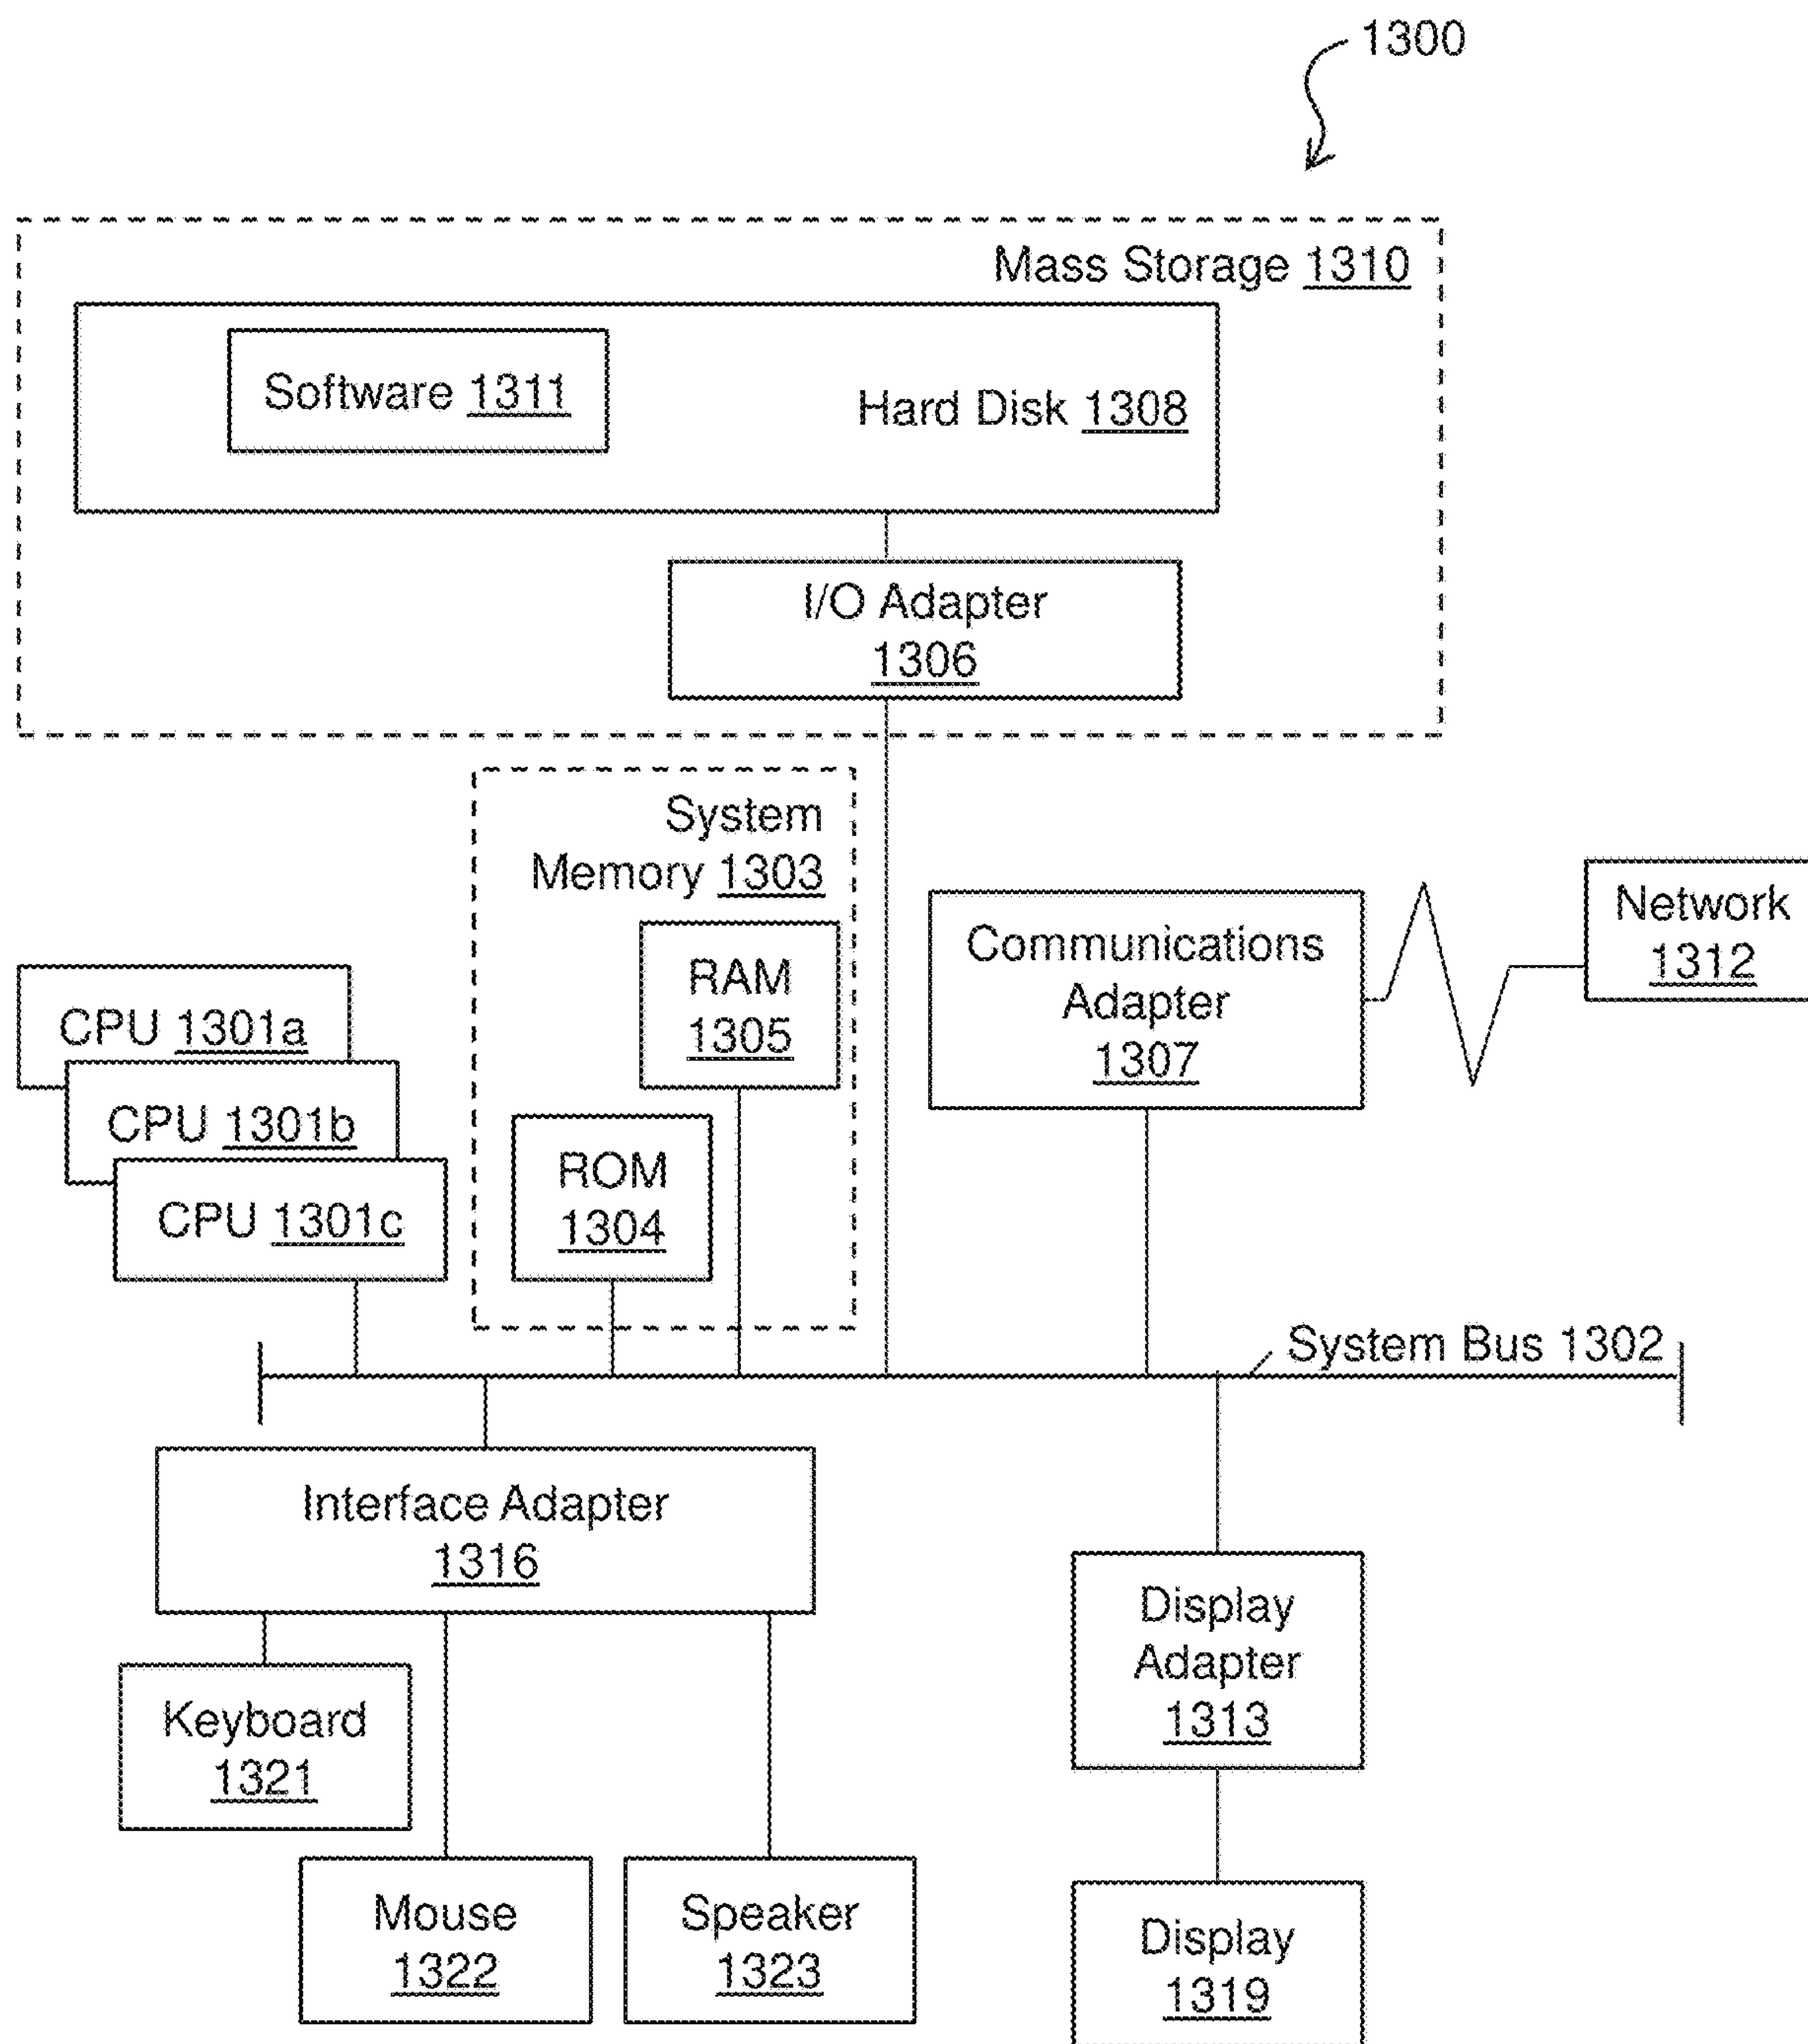 1300
Mass Storage 1310
Software 1311
Hard Disk 1308
I/O Adapter
1306
System
Memory 1303
RAM
1305
ROM
1304
Communications
Adapter
1307
Network
1312
CPU 1301a
CPU 1301b
CPU 1301c
System Bus 1302
Interface Adapter
1316
Keyboard
1321
Mouse
1322
Speaker
1323
Display
Adapter
1313
Display
1319